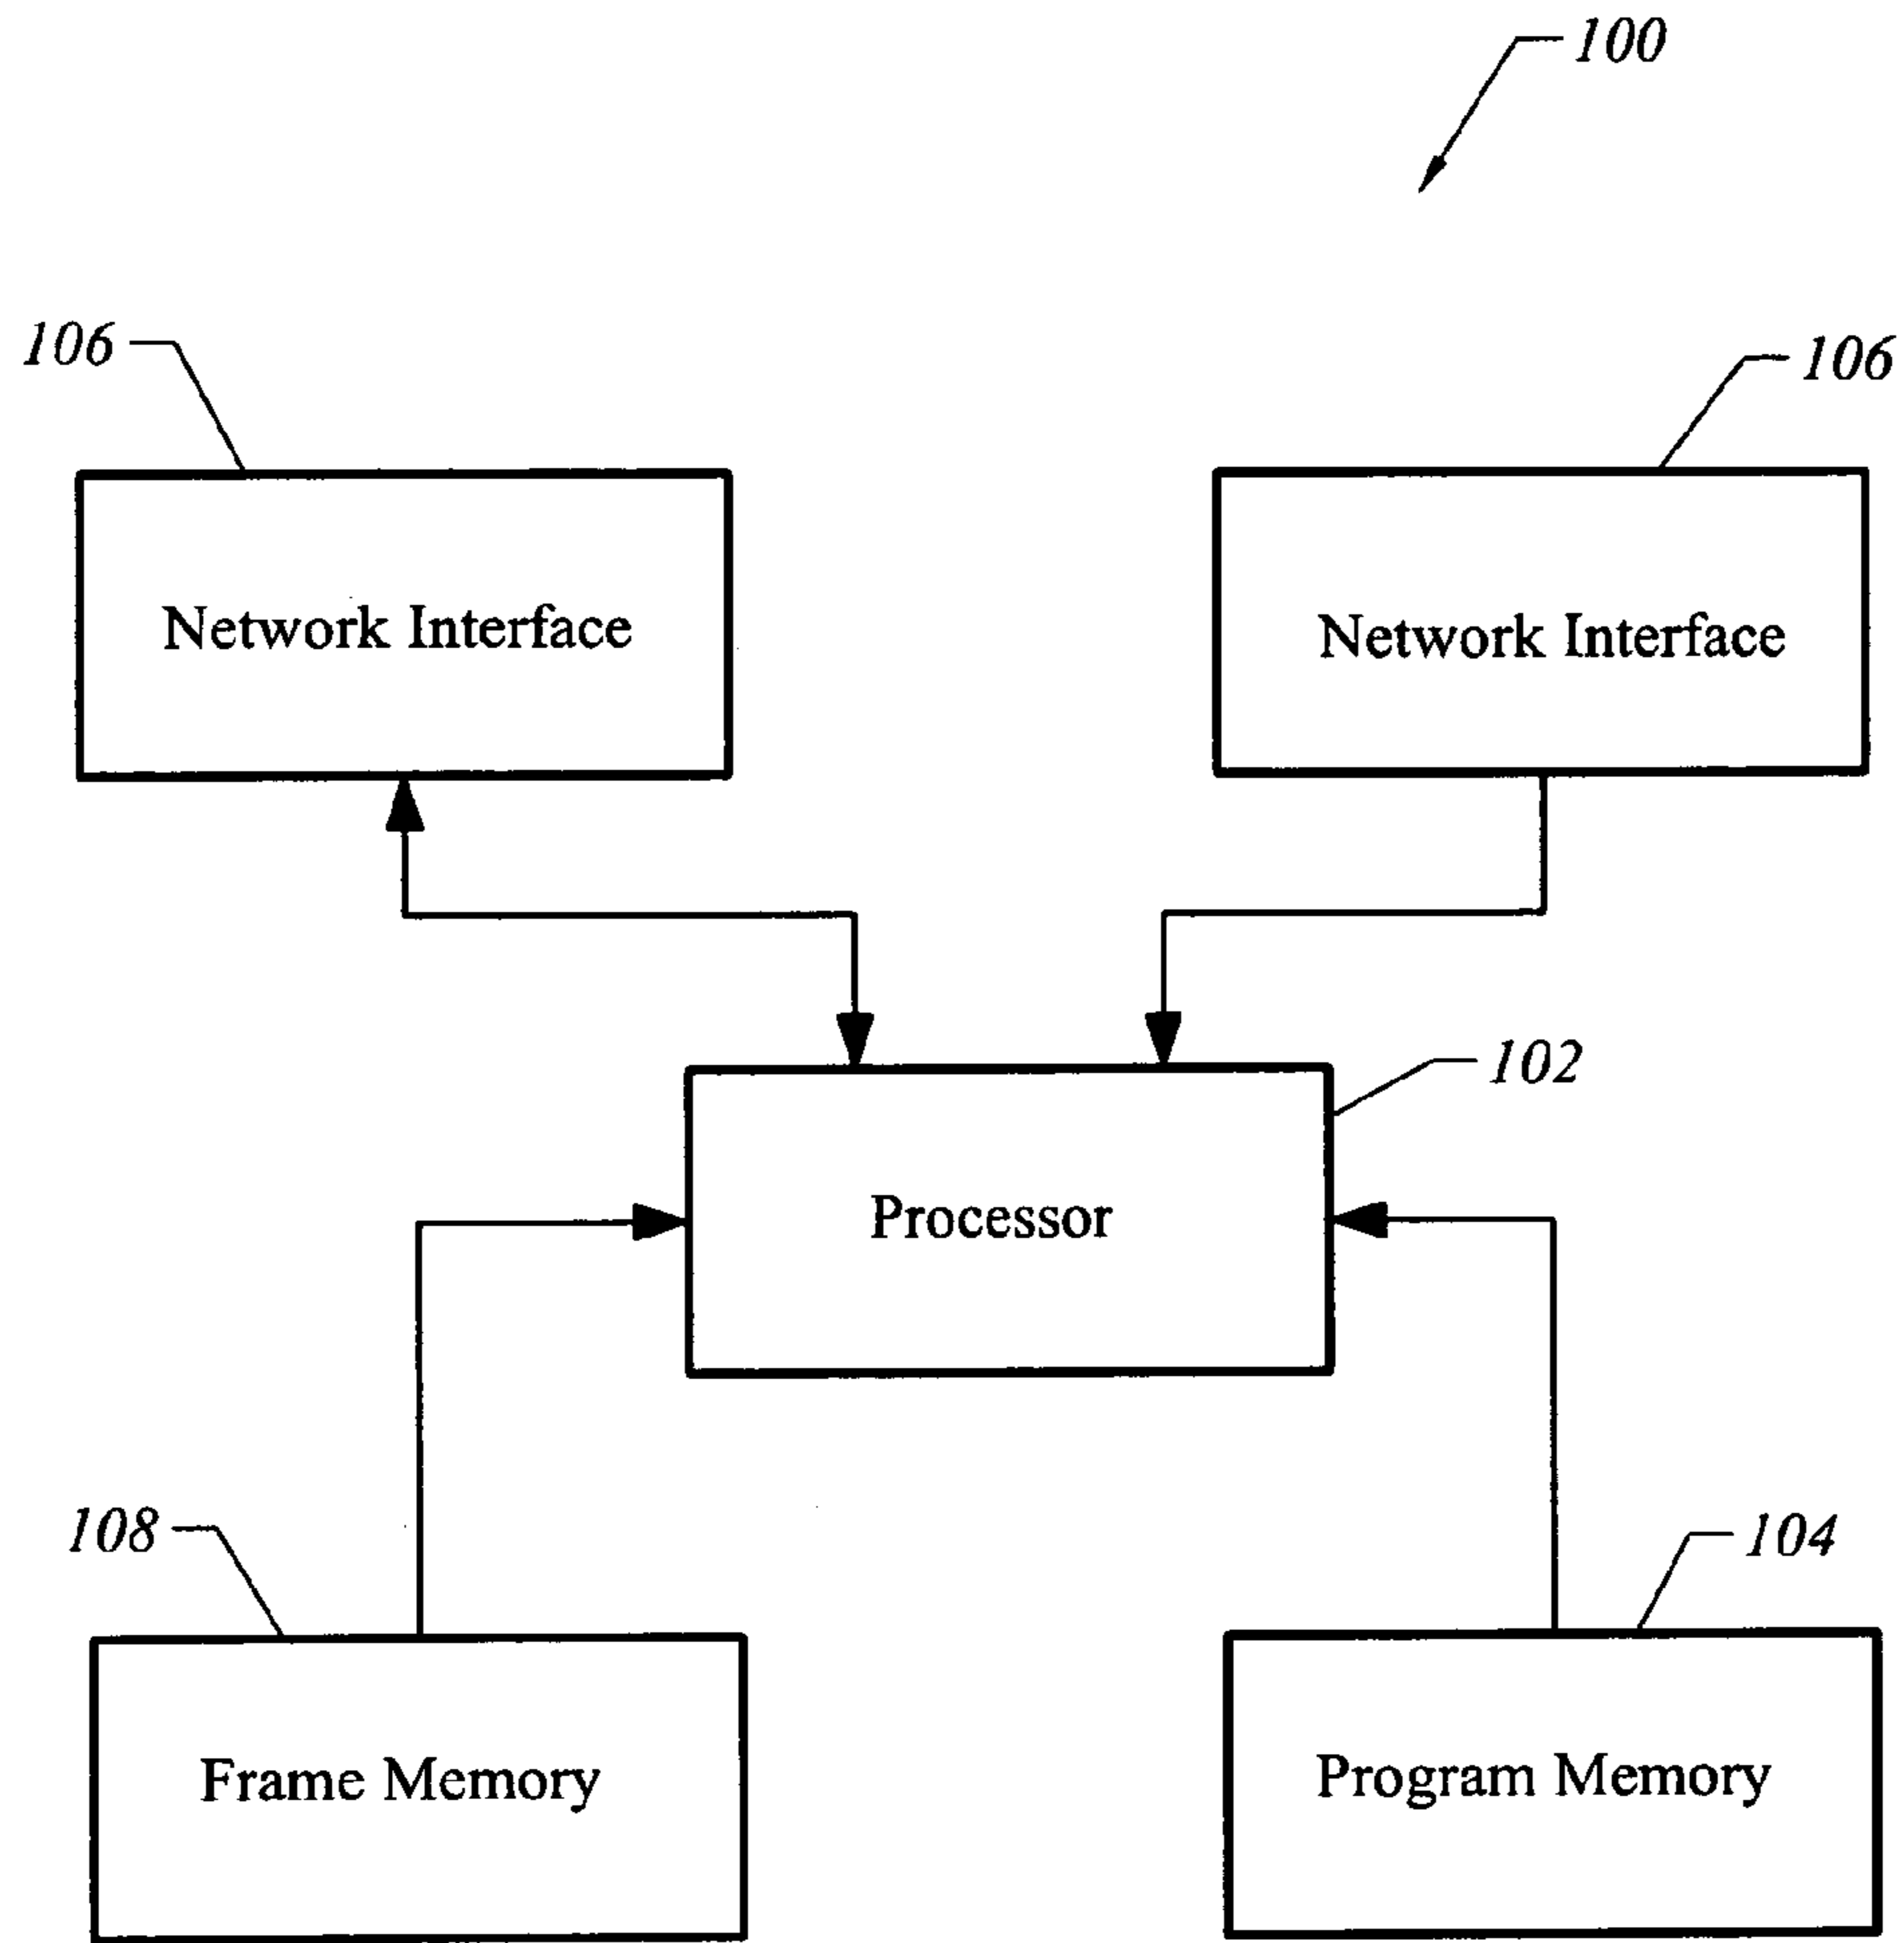 100
106
106
Network Interface
Network Interface
102
Processor
108
104
Frame Memory
Program Memory